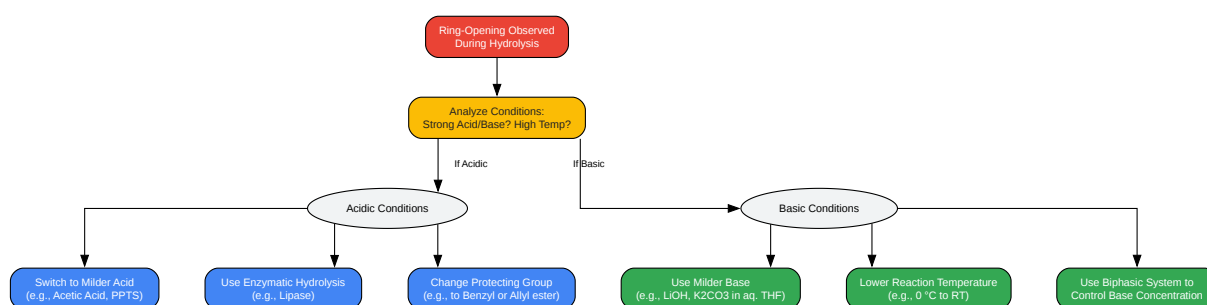 Ring-Opening Observed
During Hydrolysis
Analyze Conditions:
Strong Acid/Base? High Temp?
If Acidic
If Basic
Acidic Conditions
Basic Conditions
Switch to Milder Acid
(e.g., Acetic Acid, PPTS)
Use Enzymatic Hydrolysis
(e.g., Lipase)
Change Protecting Group
(e.g., to Benzyl or Allyl ester)
Use Milder Base
(e.g., LiOH, K2CO3 in aq. THF)
Lower Reaction Temperature
(e.g., 0 °C to RT)
Use Biphasic System to
Control Base Concentration